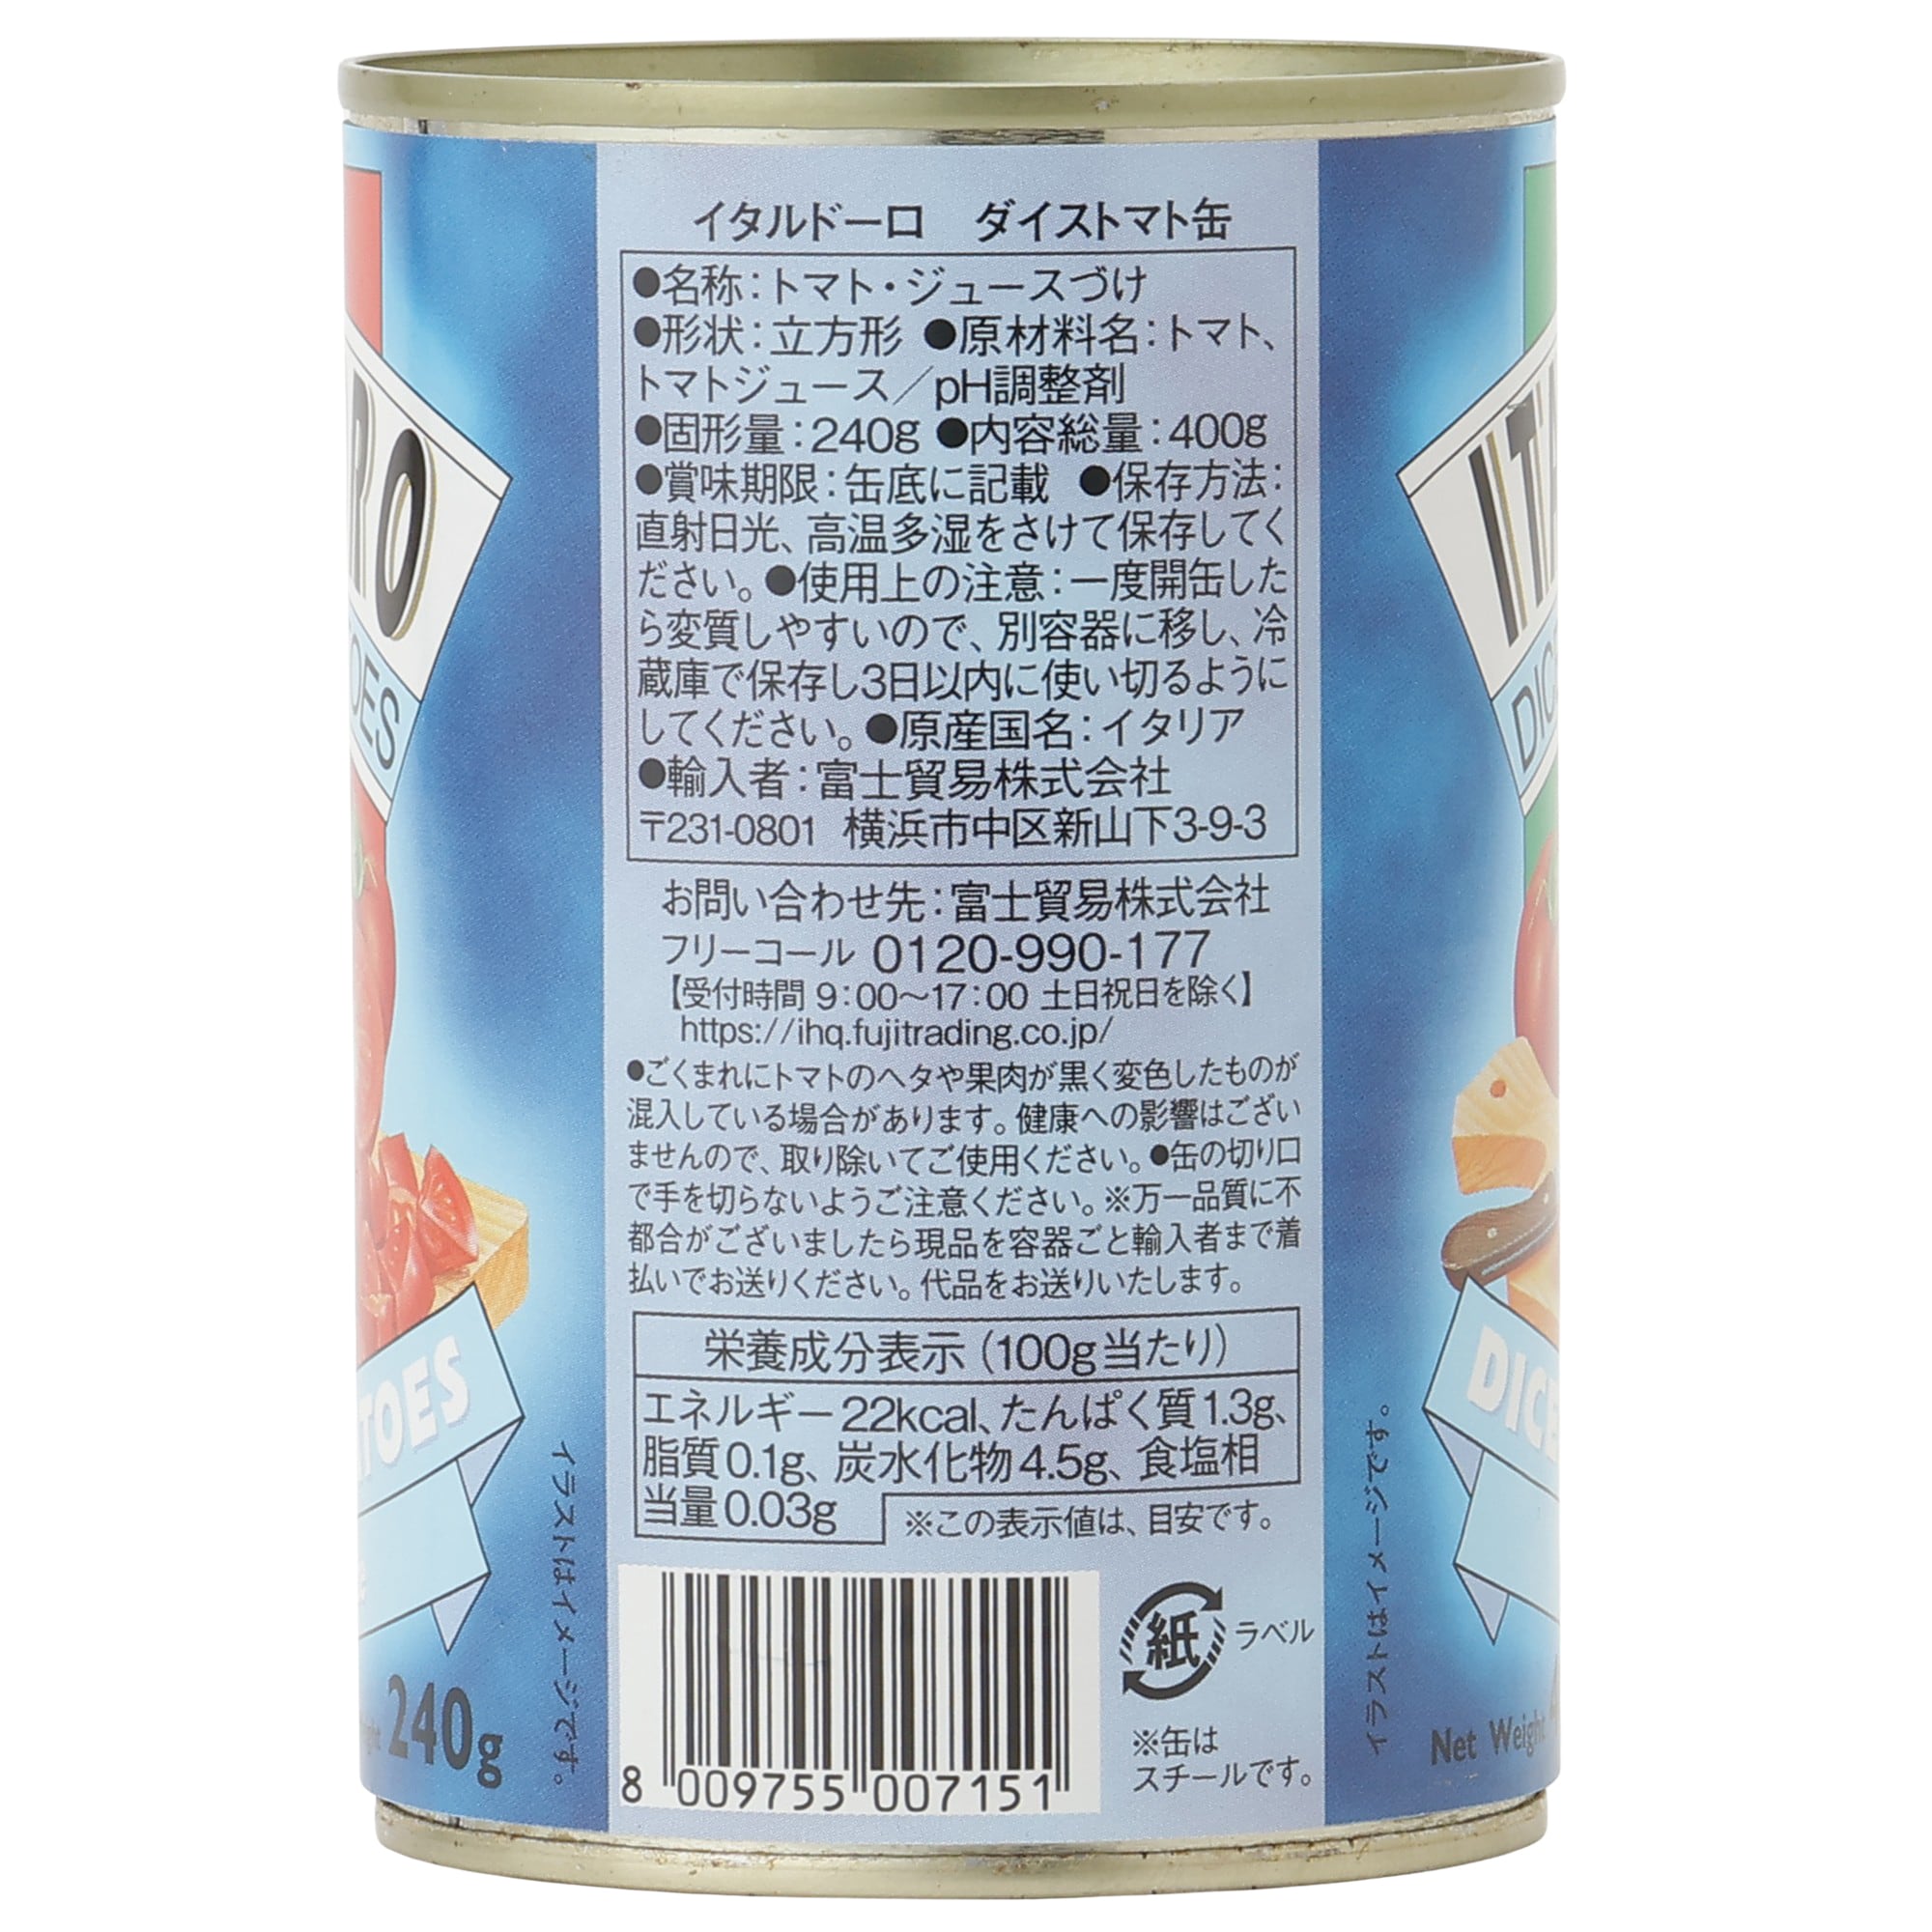 イタルドーロ ダイストマト缶
●名称：トマト・ジュースづけ
●形状：立方形 ●原材料名：トマト、
トマトジュース／pH調整剤
●固形量：240g ●内容総量：400g
●賞味期限：缶底に記載 ●保存方法：
直射日光、高温多湿をさけて保存してく
ださい。●使用上の注意：一度開缶した
ら変質しやすいので、別容器に移し、冷
蔵庫で保存し3日以内に使い切るように
してください。●原産国名：イタリア
●輸入者：富士貿易株式会社
〒231-0801 横浜市中区新山下3-9-3
お問い合わせ先：富士貿易株式会社
フリーコール 0120-990-177
【受付時間 9：00～17：00 土日祝日を除く】
https://ihq.fujitrading.co.jp/
●ごくまれにトマトのヘタや果肉が黒く変色したものが
混入している場合があります。健康への影響はござい
ませんので、取り除いてご使用ください。●缶の切り口
で手を切らないようご注意ください。※万一品質に不
都合がございましたら現品を容器ごと輸入者まで着
払いでお送りください。代品をお送りいたします。
栄養成分表示（100g当たり）
エネルギー22kcal、たんぱく質1.3g、
脂質0.1g、炭水化物4.5g、食塩相
当量0.03g
※この表示値は、目安です。
8 009755 007151
紙 ラベル
※缶は
スチールです。
イラストはイメージです。
イラストはイメージです。
RO
OES
TOES
240g
ITA
DIC
DICE
Net Weight